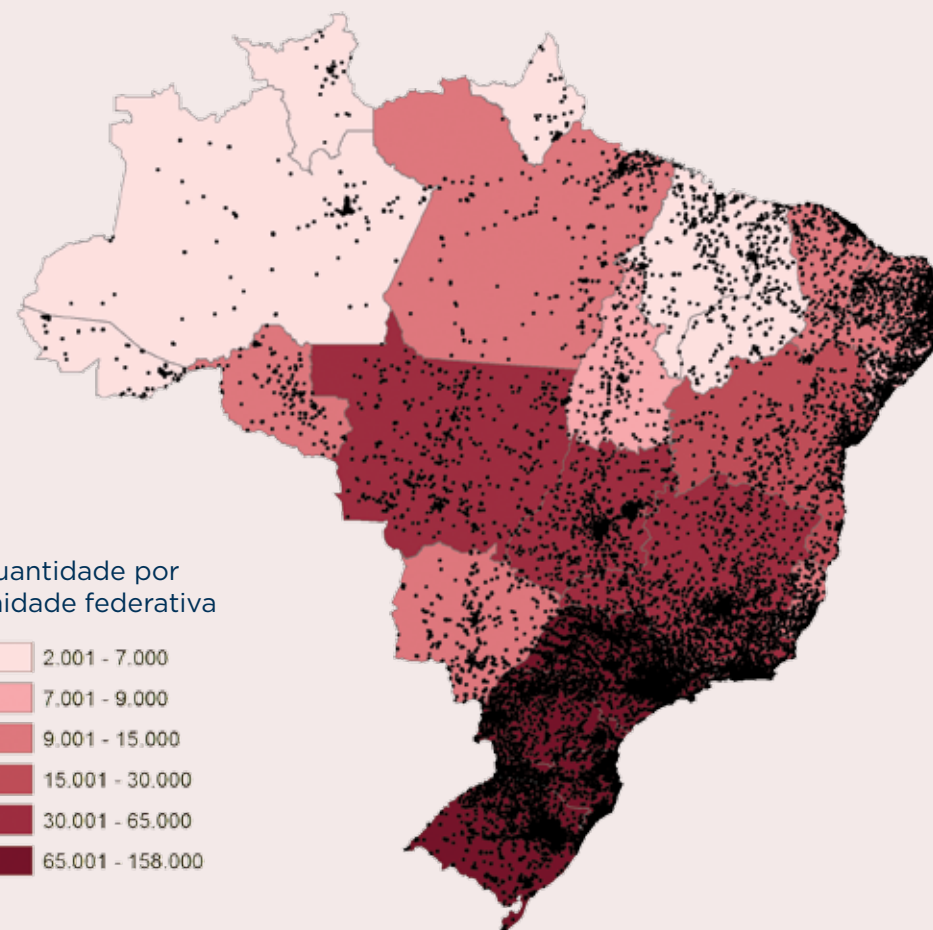 uantidade por
idade federativa
2.001 - 7.000
7.001 - 9.000
9.001 - 15.000
15.001 - 30.000
30.001 - 65.000
65.001 - 158.000